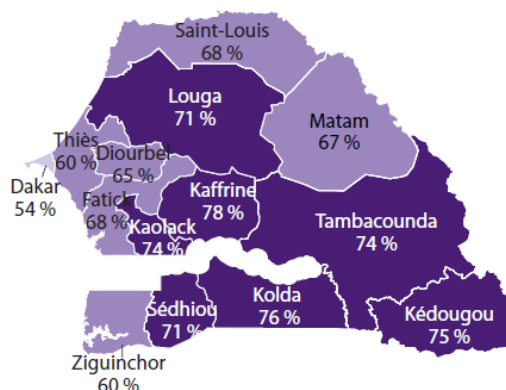 Saint-Louis
68 %
Louga
71 %
Matam
67 %
Thiès
60 %
Diourbel
65 %
Dakar
54 %
Fatick
68 %
Kaffrine
78 %
Kaolack
74 %
Tambacounda
74 %
Sédhiou
71 %
Kolda
76 %
Kédougou
75 %
Ziguinchor
60 %